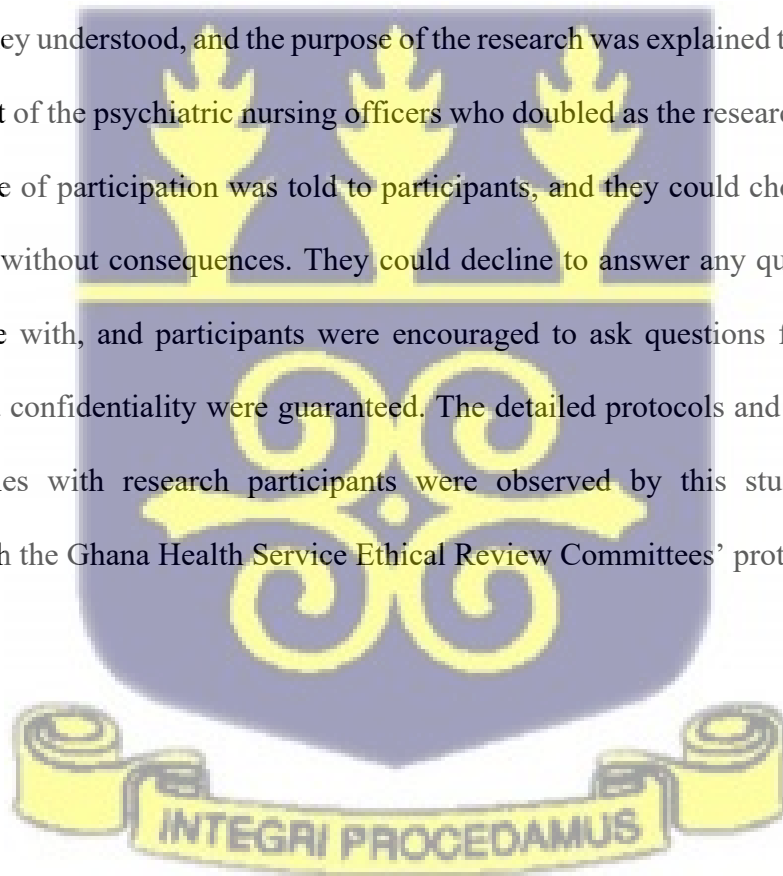 ey understood, and the purpose of the research was explained t
t of the psychiatric nursing officers who doubled as the researc
e of participation was told to participants, and they could cho
without consequences. They could decline to answer any qu
e with, and participants were encouraged to ask questions f
confidentiality were guaranteed. The detailed protocols and
es with research participants were observed by this stu
h the Ghana Health Service Ethical Review Committees’ prot
INTEGRI PROCEDAMUS